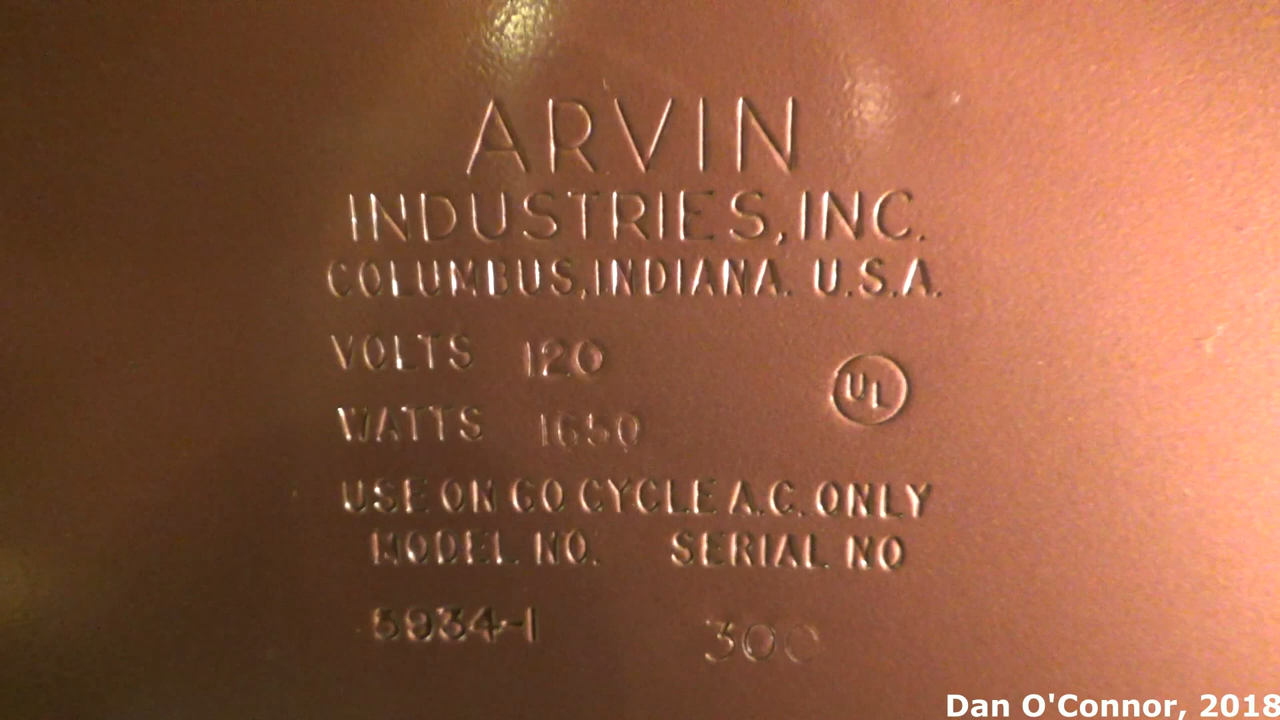 ARVIN
INDUSTRIES, INC.
COLUMBUS, INDIANA. U.S.A.
VOLTS 120
UL
WATTS 1650
USE ON 60 CYCLE A.C. ONLY
MODEL NO. SERIAL NO
5934-1
Dan O'Connor, 2018